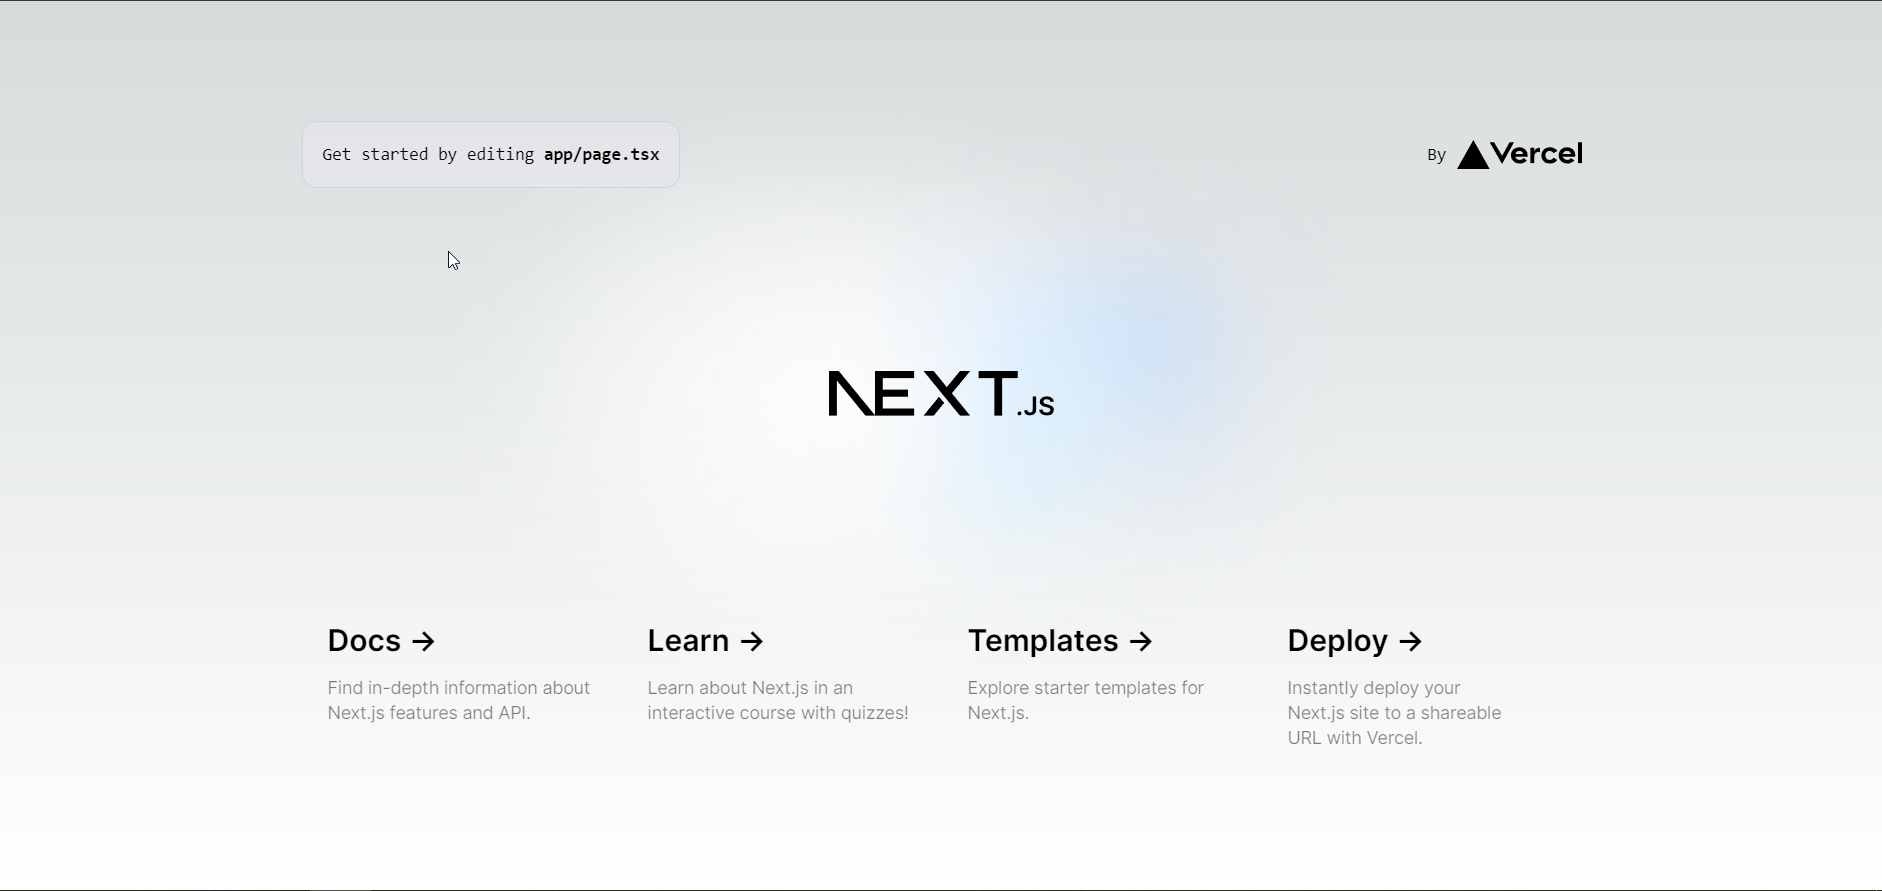 Get started by editing app/page.tsx
By Vercel
NEXT.JS
Docs →
Find in-depth information about
Next.js features and API.
Learn →
Learn about Next.js in an
interactive course with quizzes!
Templates →
Explore starter templates for
Next.js.
Deploy →
Instantly deploy your
Next.js site to a shareable
URL with Vercel.